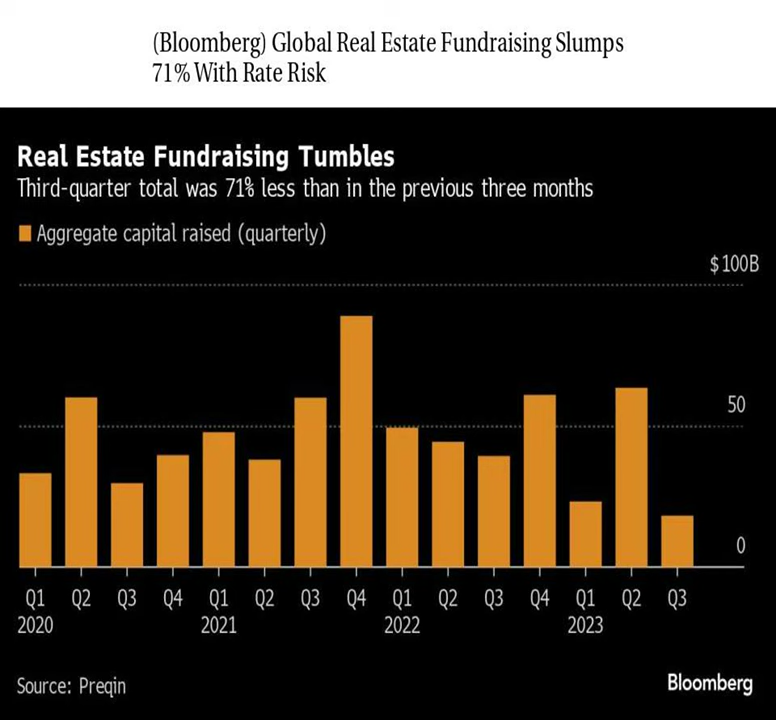 (Bloomberg) Global Real Estate Fundraising Slumps
71% With Rate Risk
Real Estate Fundraising Tumbles
Third-quarter total was 71% less than in the previous three months
Aggregate capital raised (quarterly)
$100B
50
0
Q1 Q2 Q3 Q4 Q1 Q2 Q3 Q4 Q1 Q2 Q3 Q4 Q1 Q2 Q3
2020 2021 2022 2023
Source: Preqin Bloomberg